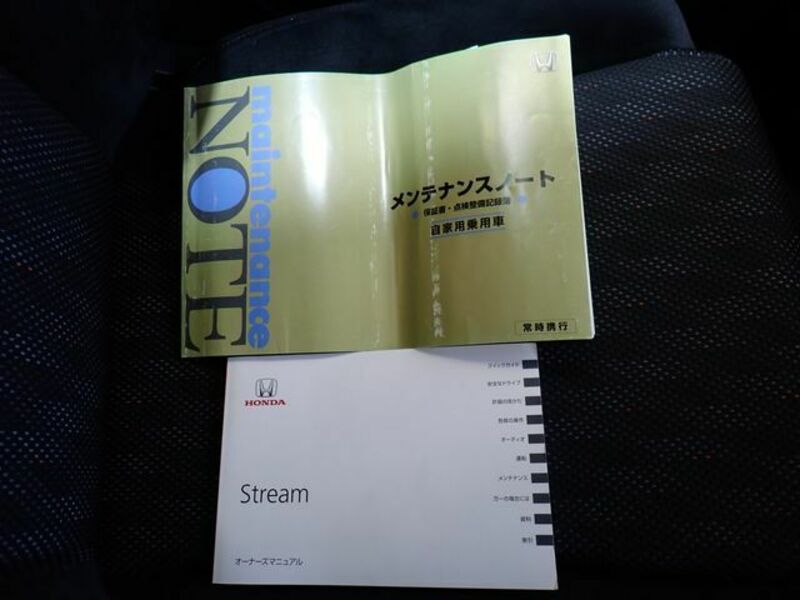 maintenance
NOTE
メンテナンスノート
保証書・点検整備記録簿
自家用乗用車
常時携行
HONDA
Stream
オーナーズマニュアル
クイックガイド
安全なドライブ
計器の見かた
各部の操作
オーディオ
運転
メンテナンス
万一の場合には
資料
索引